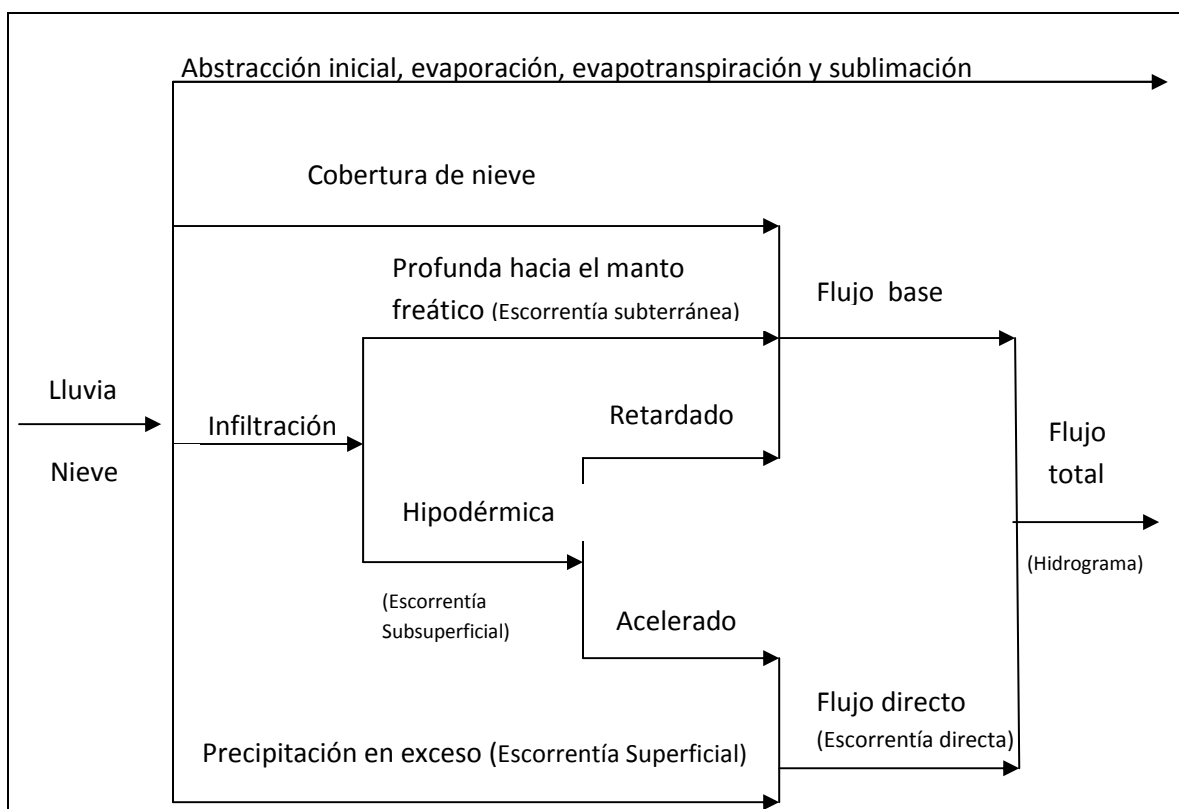 Abstracción inicial, evaporación, evapotranspiración y sublimación
Cobertura de nieve
Profunda hacia el manto
freático (Escorrentía subterránea)
Flujo base
Lluvia
Nieve
Infiltración
Retardado
Hipodérmica
(Escorrentía
Subsuperficial)
Acelerado
Flujo
total
(Hidrograma)
Flujo directo
(Escorrentía directa)
Precipitación en exceso (Escorrentía Superficial)